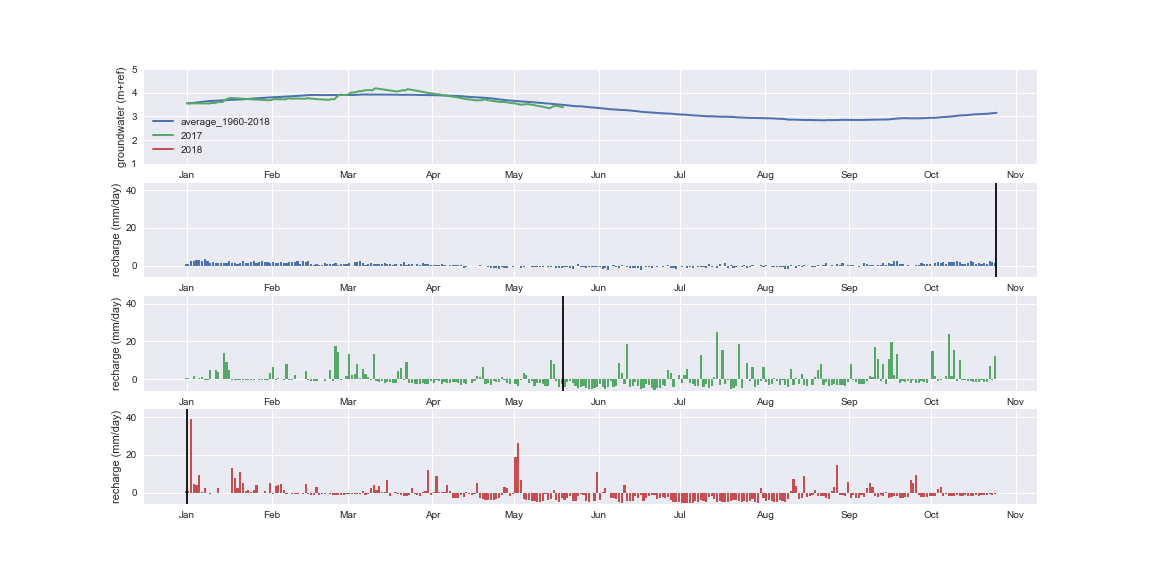 groundwater (m+ref)
5
4
3
2
1
average_1960-2018
2017
2018
Jan Feb Mar Apr May Jun Jul Aug Sep Oct Nov
recharge (mm/day)
40
20
0
Jan Feb Mar Apr May Jun Jul Aug Sep Oct Nov
recharge (mm/day)
40
20
0
Jan Feb Mar Apr May Jun Jul Aug Sep Oct Nov
recharge (mm/day)
40
20
0
Jan Feb Mar Apr May Jun Jul Aug Sep Oct Nov